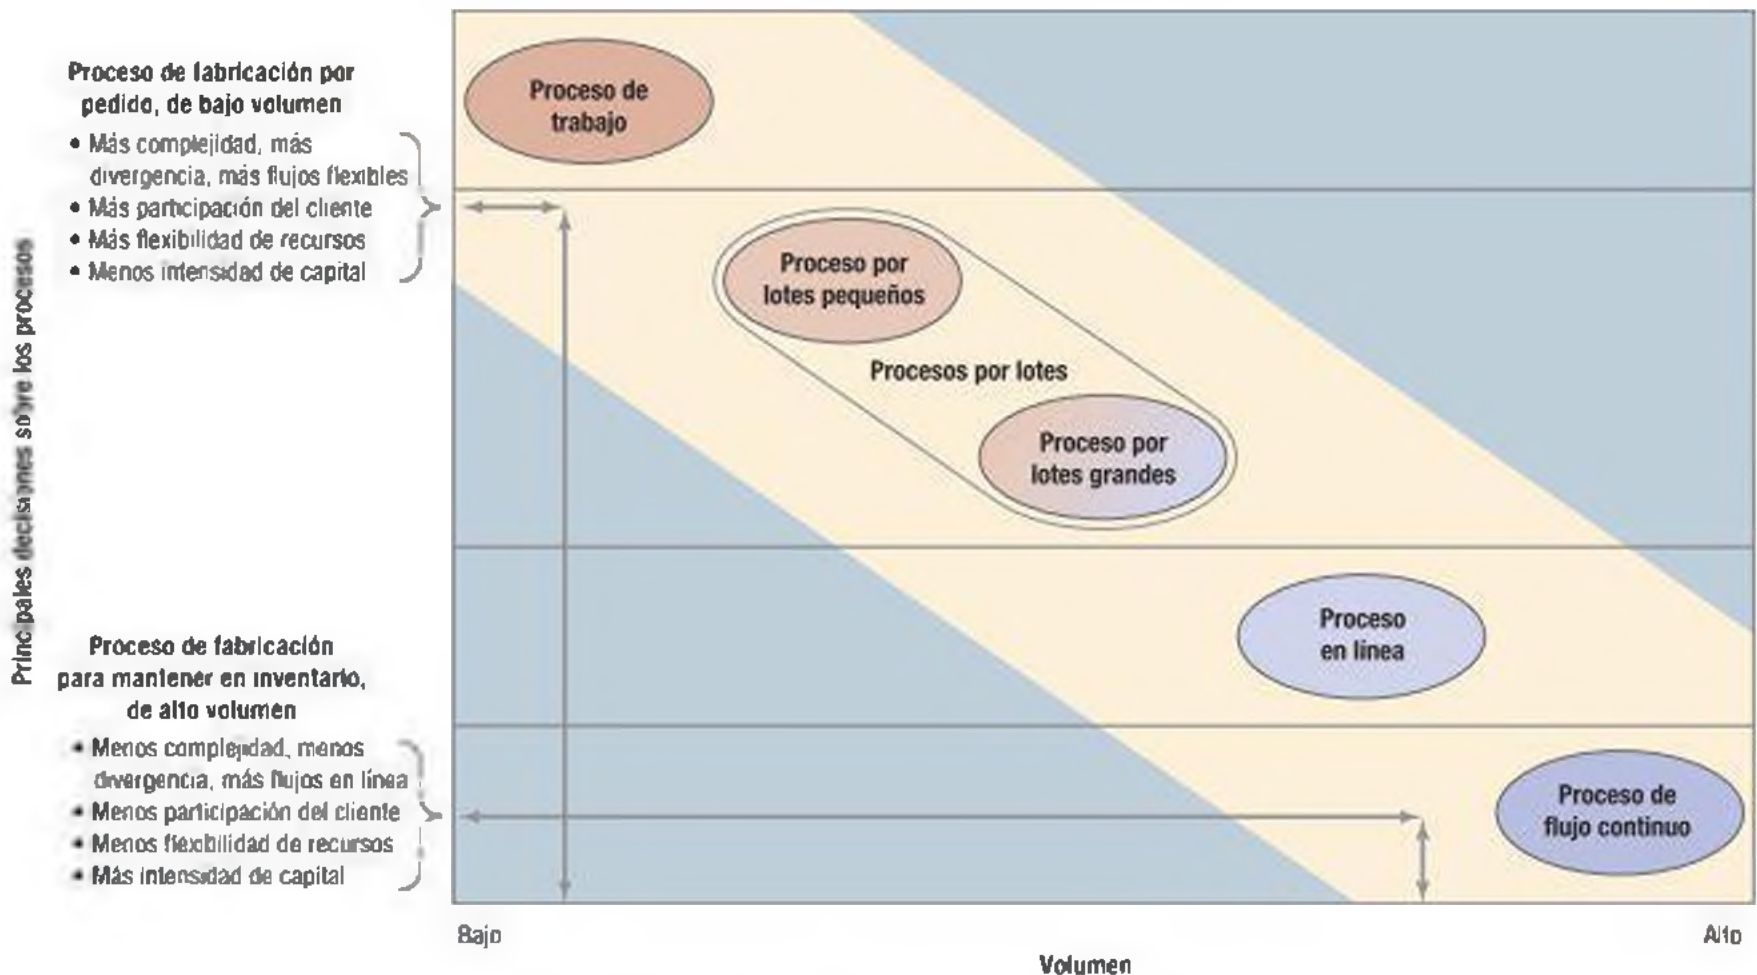 Proceso de fabricación por
pedido, de bajo volumen
• Más complejidad, más
divergencia, más flujos flexibles
• Más participación del cliente
• Más flexibilidad de recursos
• Menos intensidad de capital
Principales decisiones sobre los procesos
Proceso de fabricación
para mantener en inventario,
de alto volumen
• Menos complejidad, menos
divergencia, más flujos en línea
• Menos participación del cliente
• Menos flexibilidad de recursos
• Más intensidad de capital
Proceso de
trabajo
Proceso por
lotes pequeños
Procesos por lotes
Proceso por
lotes grandes
Proceso
en línea
Proceso de
flujo continuo
Bajo
Alto
Volumen